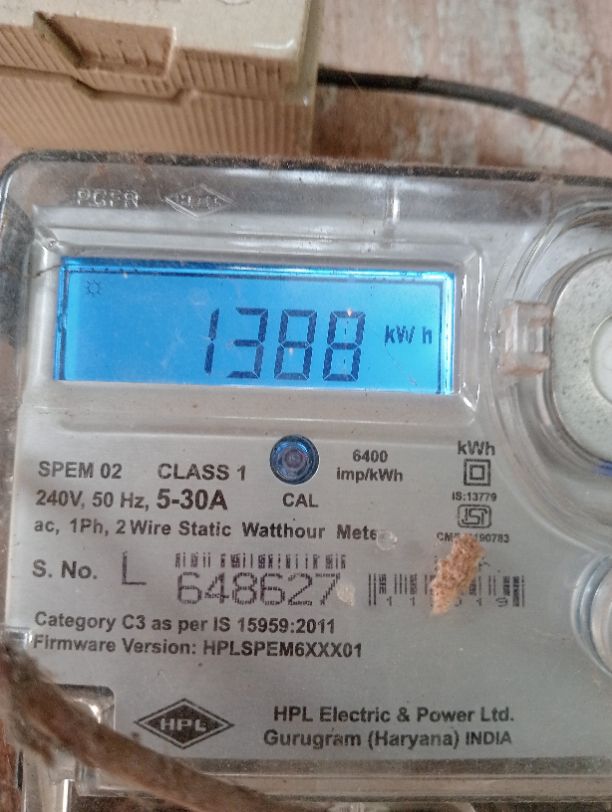 PGFR
1388 kWh
SPEM 02 CLASS 1
6400
imp/kWh
kWh
240V, 50 Hz, 5-30A
CAL
IS:13779
ISI
ac, 1Ph, 2 Wire Static Watthour
S. No. L 648627
Category C3 as per IS 15959:2011
Firmware Version: HPLSPEM6XXX01
HPL
HPL Electric & Power Ltd.
Gurugram (Haryana) INDIA